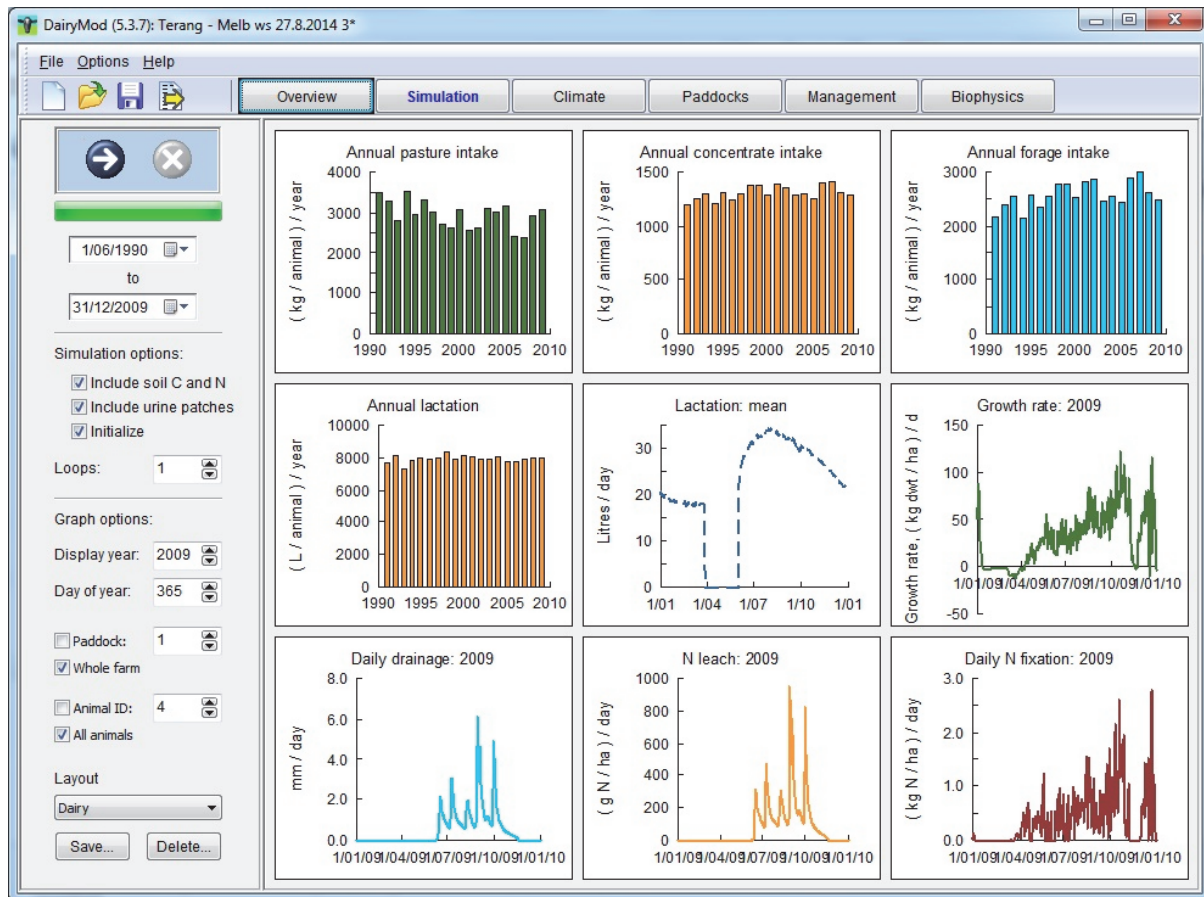 DairyMod (5.3.7): Terang - Melb ws 27.8.2014 3*
File Options Help
Overview Simulation Climate Paddocks Management Biophysics
1/06/1990
to
31/12/2009
Simulation options:
Include soil C and N
Include urine patches
Initialize
Loops: 1
Graph options:
Display year: 2009
Day of year: 365
Paddock: 1
Whole farm
Animal ID: 4
All animals
Layout
Dairy
Save... Delete...
Annual pasture intake
( kg / animal ) / year
4000
3000
2000
1000
0
1990 1995 2000 2005 2010
Annual concentrate intake
( kg / animal ) / year
1500
1000
500
0
1990 1995 2000 2005 2010
Annual forage intake
( kg / animal ) / year
3000
2000
1000
0
1990 1995 2000 2005 2010
Annual lactation
( L / animal ) / year
10000
8000
6000
4000
2000
0
1990 1995 2000 2005 2010
Lactation: mean
Litres / day
30
20
10
0
1/01 1/04 1/07 1/10 1/01
Growth rate: 2009
Growth rate, ( kg dwt / ha ) / d
150
100
50
0
-50
1/01/09 1/04/09 1/07/09 1/10/09 1/01/10
Daily drainage: 2009
mm / day
8.0
6.0
4.0
2.0
0.0
1/01/09 1/04/09 1/07/09 1/10/09 1/01/10
N leach: 2009
( g N / ha ) / day
1000
800
600
400
200
0
1/01/09 1/04/09 1/07/09 1/10/09 1/01/10
Daily N fixation: 2009
(kg N / ha ) / day
3.0
2.0
1.0
0.0
1/01/09 1/04/09 1/07/09 1/10/09 1/01/10